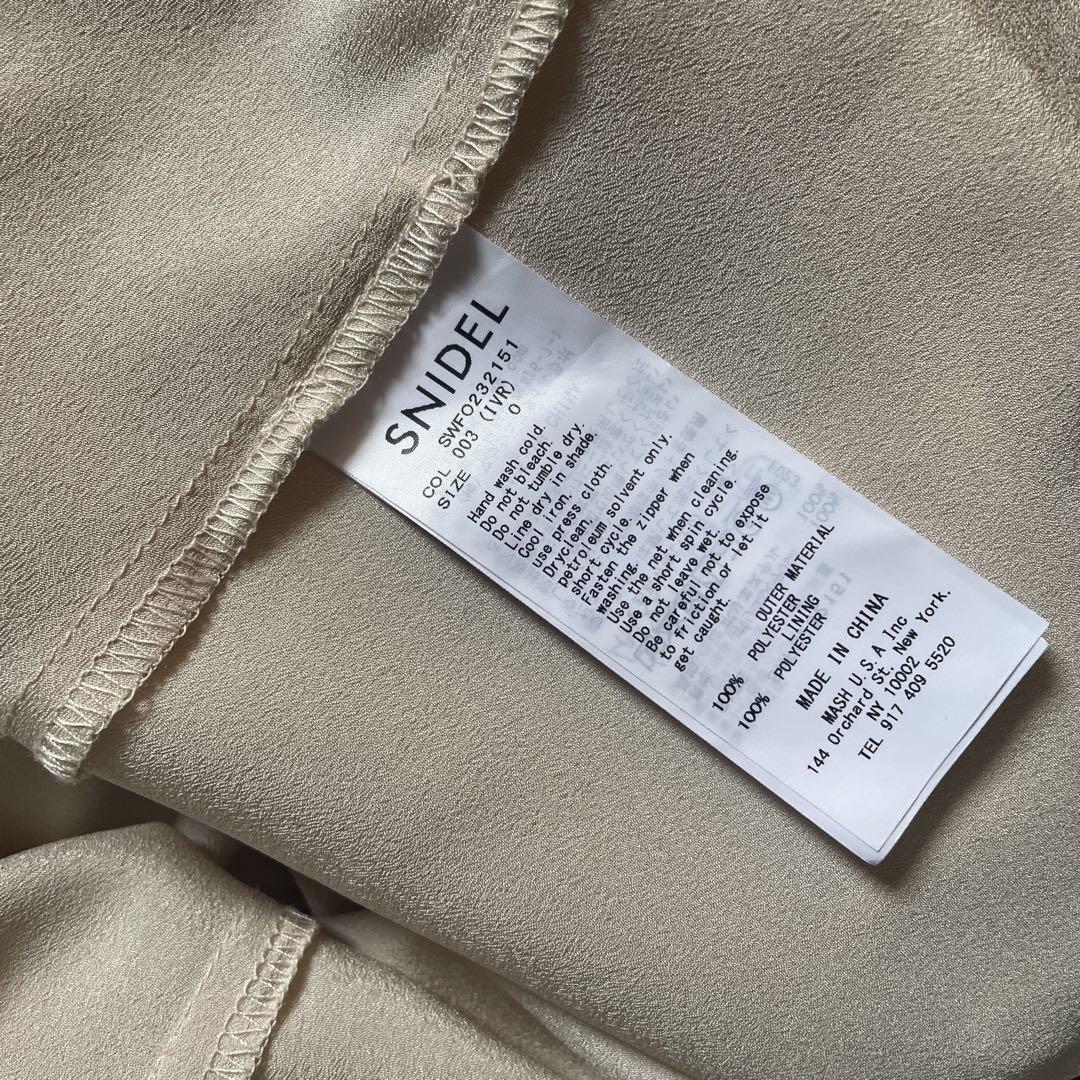 SNIDEL
SWFO232151
COL 003 (IVR)
SIZE 0
Hand wash cold.
Do not bleach.
Do not tumble dry.
Line dry in shade.
Cool iron.
use press cloth.
Dryclean,
petroleum solvent only.
short cycle.
Fasten the zipper when
washing.
Use the net when cleaning.
Use a short spin cycle.
Do not leave wet.
Be careful not to expose
to friction or let it
get caught.
OUTER MATERIAL
100% POLYESTER
LINING
100% POLYESTER
MADE IN CHINA
MASH U.S.A Inc
144 Orchard St. New York.
NY 10002
TEL 917 409 5520